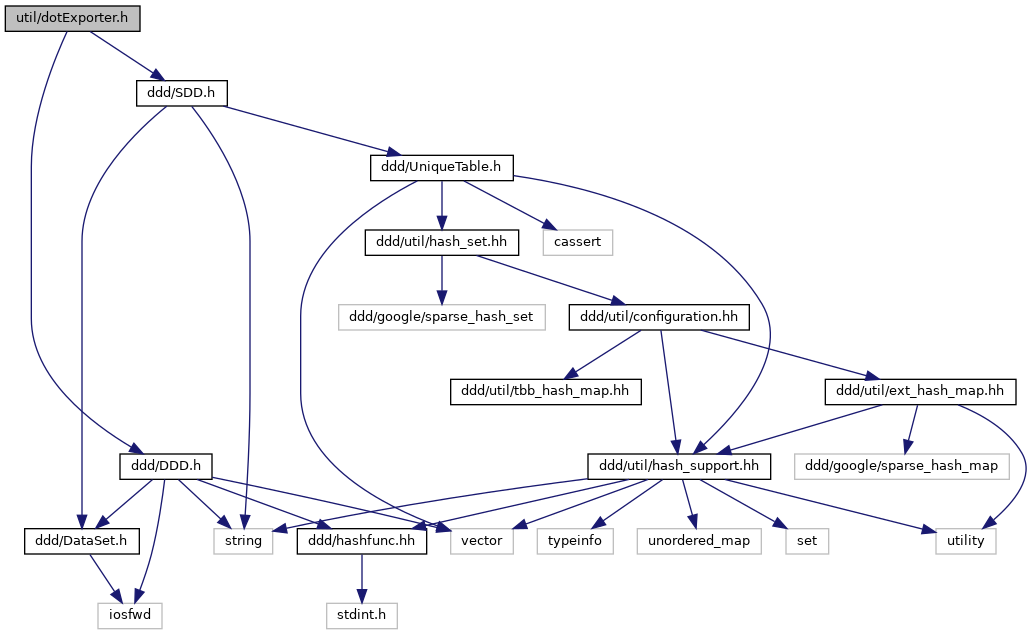 util/dotExporter.h
ddd/SDD.h
ddd/UniqueTable.h
ddd/util/hash_set.hh
cassert
ddd/google/sparse_hash_set
ddd/util/configuration.hh
ddd/util/tbb_hash_map.hh
ddd/util/ext_hash_map.hh
ddd/DDD.h
ddd/util/hash_support.hh
ddd/google/sparse_hash_map
ddd/DataSet.h
string
ddd/hashfunc.hh
vector
typeinfo
unordered_map
set
utility
iosfwd
stdint.h